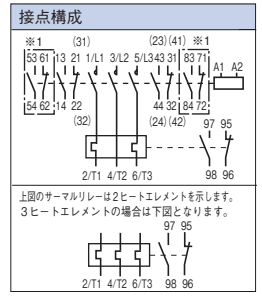 接点構成
※1 (31) (23)(41) ※1
53 61 13 21 1/L1 3/L2 5/L3 43 31 83 71 A1 A2
54 62 14 22 44 32 84 72
(32) (24)(42)
97 95
98 96
2/T1 4/T2 6/T3
上図のサーマルリレーは2ヒートエレメントを示します。
3ヒートエレメントの場合は下図となります。
97 95
2/T1 4/T2 6/T3 98 96